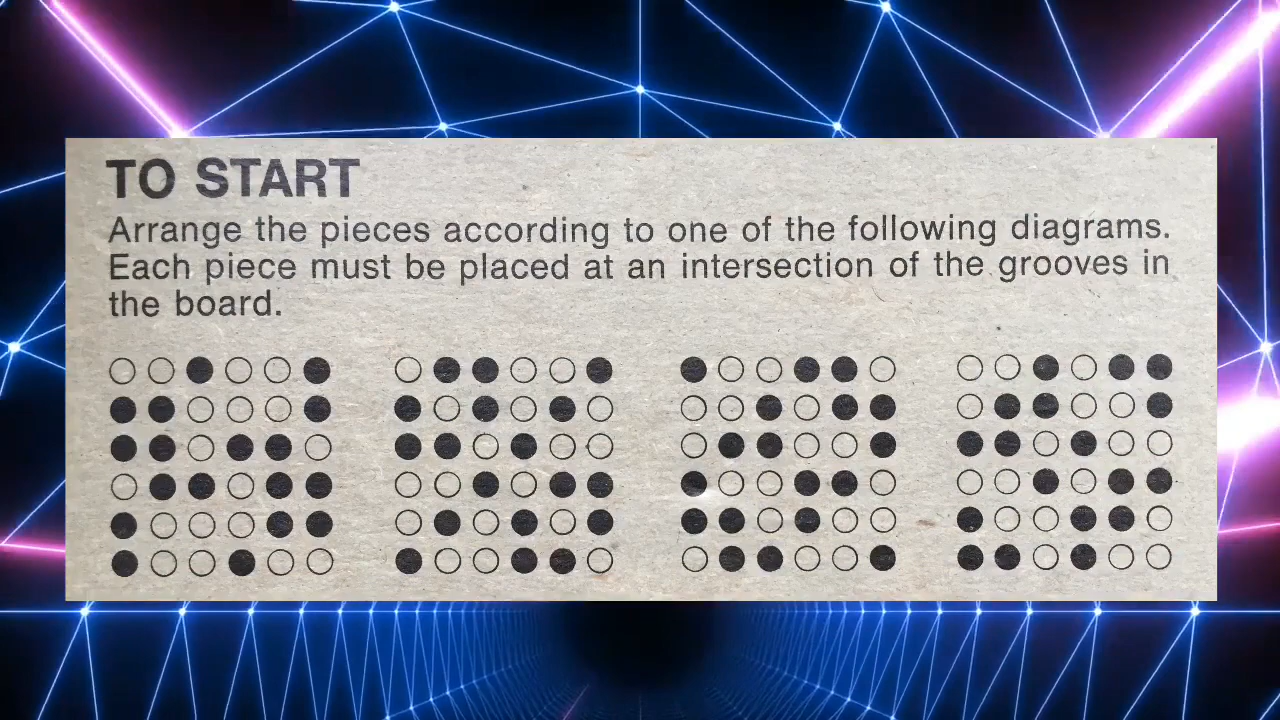 TO START
Arrange the pieces according to one of the following diagrams.
Each piece must be placed at an intersection of the grooves in
the board.